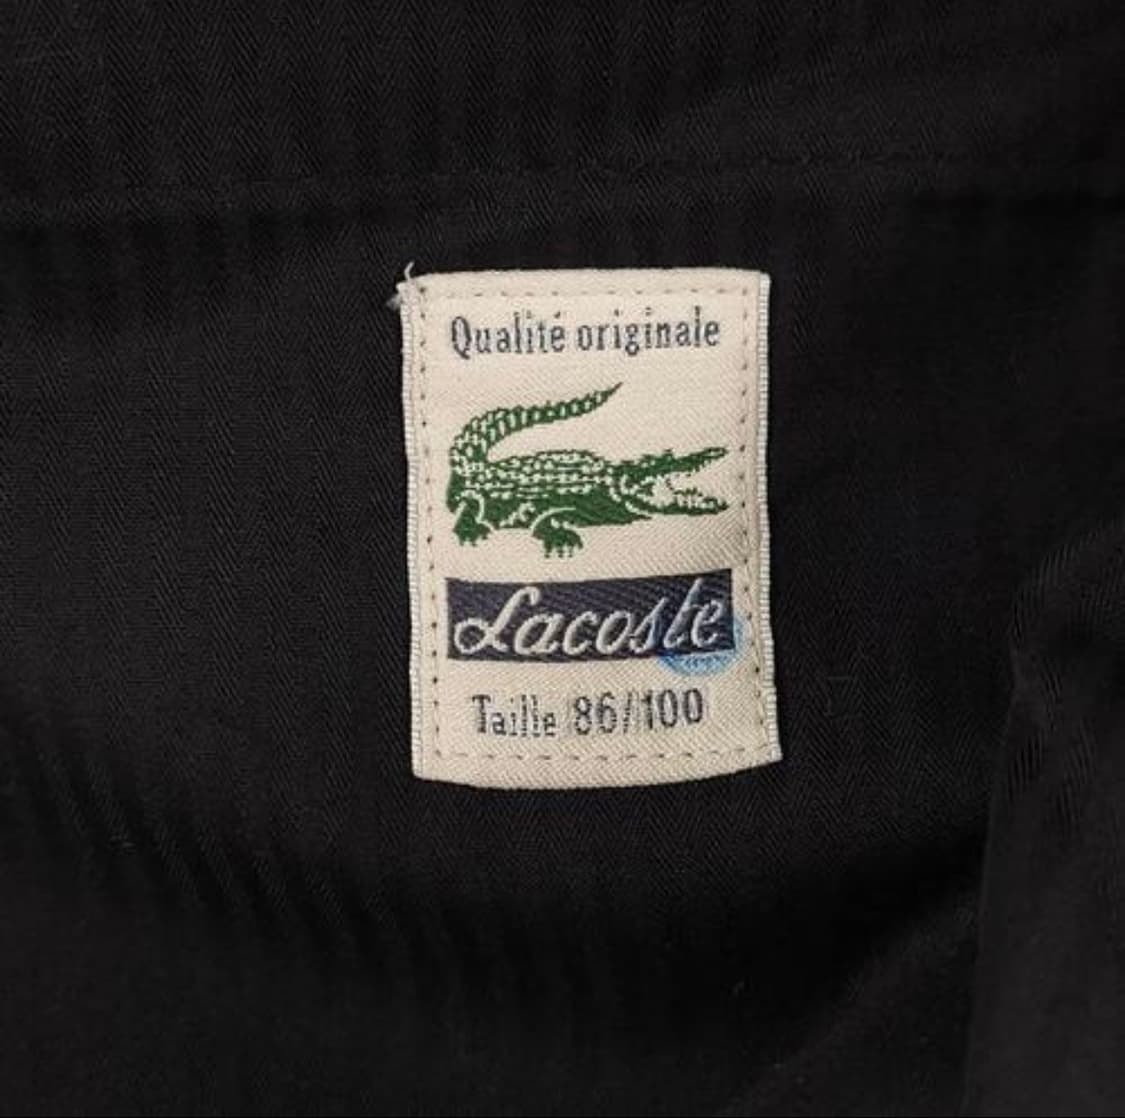 Qualité originale
Lacoste
Taille 86/100